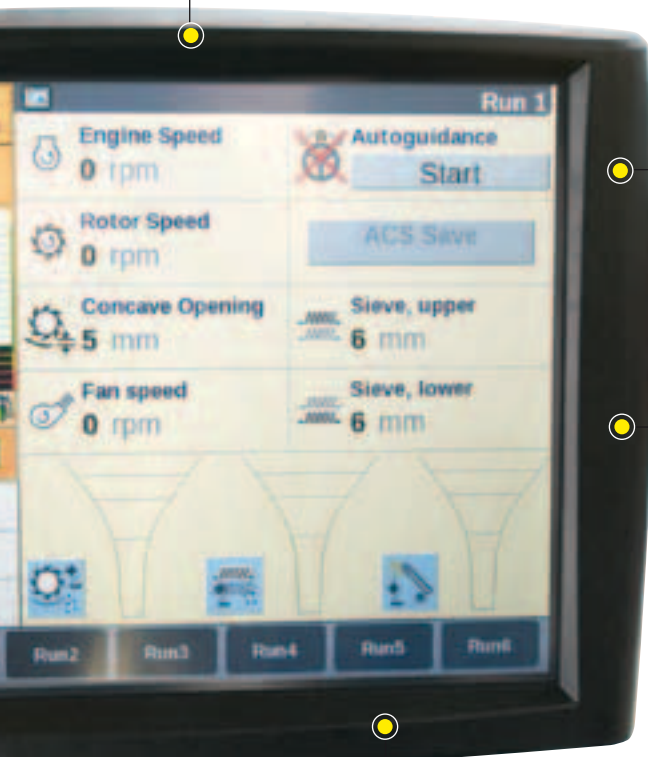 Run 1
Engine Speed
0 rpm
Autoguidance
Start
Rotor Speed
0 rpm
ACS Save
Concave Opening
5 mm
Sieve, upper
6 mm
Fan speed
0 rpm
Sieve, lower
6 mm
Run2
Run3
Run4
Run5
Run6